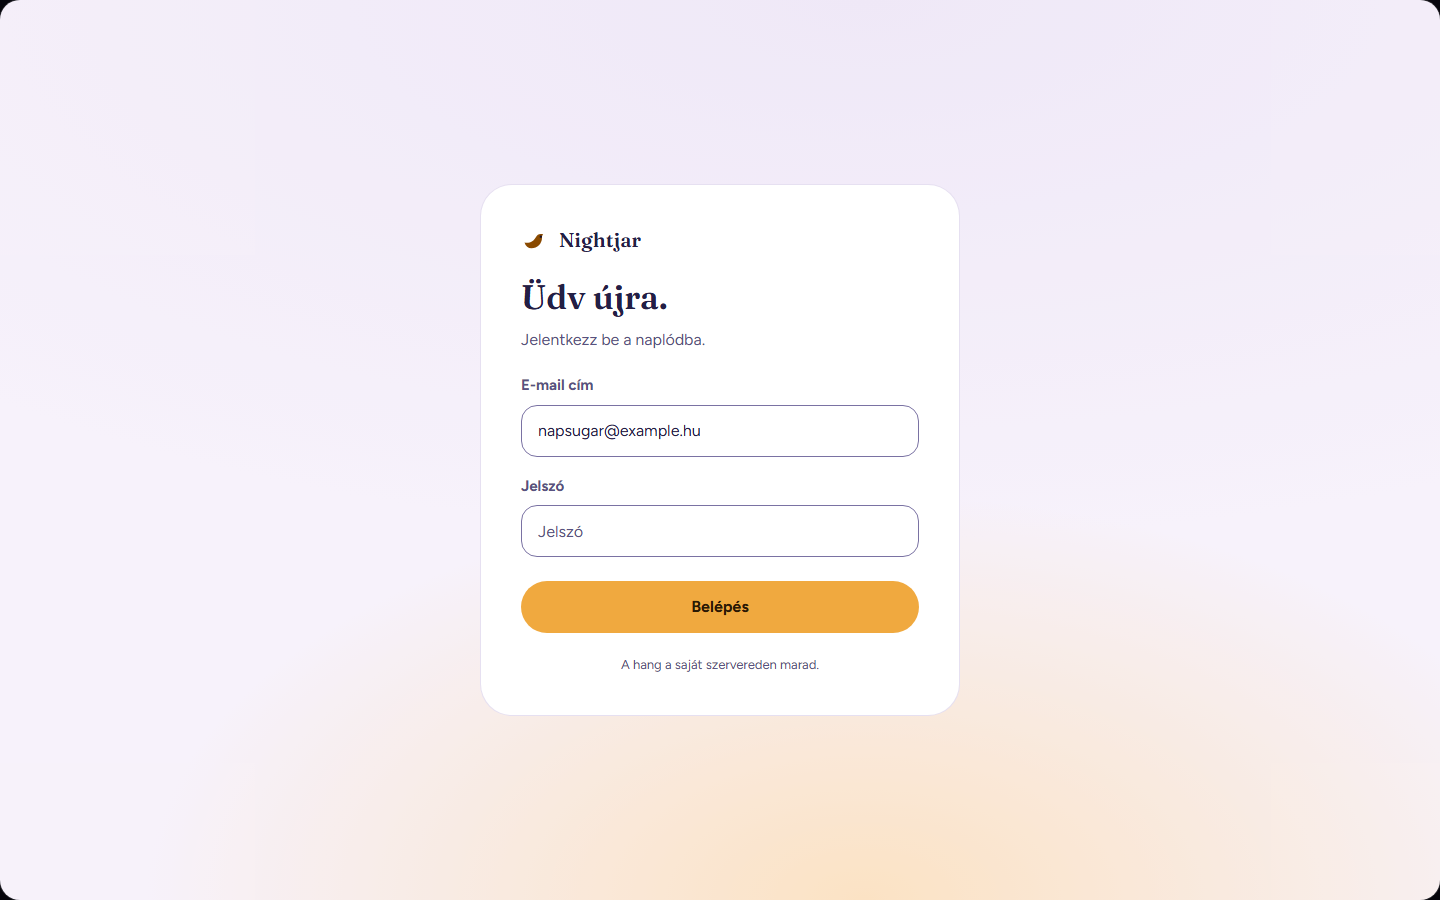 Nightjar
Üdv újra.
Jelentkezz be a naplódba.
E-mail cím
napsugar@example.hu
Jelszó
Jelszó
Belépés
A hang a saját szervereden marad.